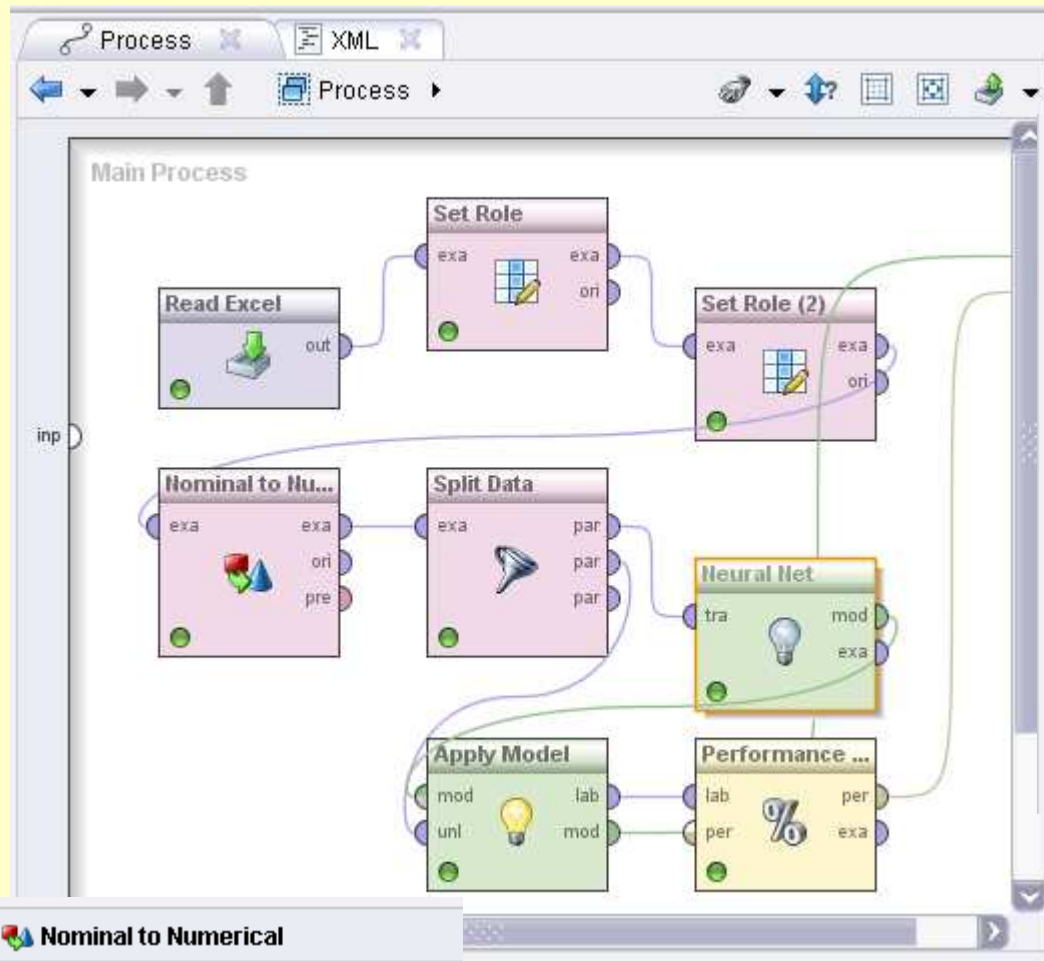 Process
XML
Process
Main Process
Set Role
exa exa
ori
Read Excel
out
Set Role (2)
exa exa
ori
inp
Nominal to Nu...
exa exa
ori
pre
Split Data
exa par
par
par
Neural Net
tra mod
exa
Apply Model
mod lab
unl mod
Performance ...
lab per
per exa
%
Nominal to Numerical